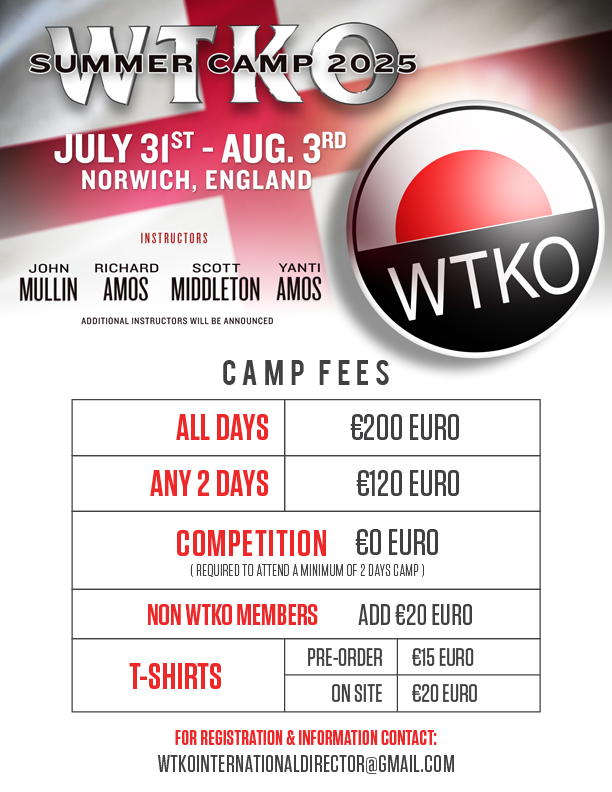 WTKO
SUMMER CAMP 2025
JULY 31ST - AUG. 3RD
NORWICH, ENGLAND
INSTRUCTORS
JOHN MULLIN
RICHARD AMOS
SCOTT MIDDLETON
YANTI AMOS
ADDITIONAL INSTRUCTORS WILL BE ANNOUNCED
WTKO
CAMP FEES
ALL DAYS €200 EURO
ANY 2 DAYS €120 EURO
COMPETITION €0 EURO
( REQUIRED TO ATTEND A MINIMUM OF 2 DAYS CAMP )
NON WTKO MEMBERS ADD €20 EURO
T-SHIRTS
PRE-ORDER €15 EURO
ON SITE €20 EURO
FOR REGISTRATION & INFORMATION CONTACT:
WTKOINTERNATIONALDIRECTOR@GMAIL.COM